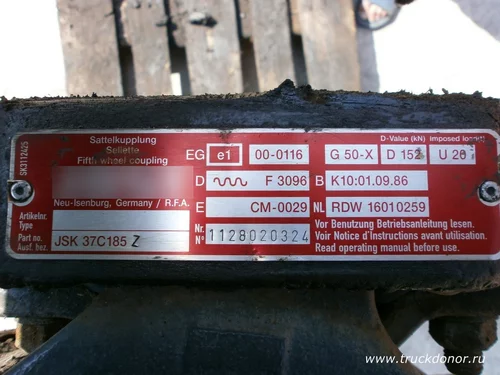 SK3112425
Sattelkupplung
Sellette
Fifth wheel coupling
D-Value (kN) imposed load(t)
EG e1 00-0116 G 50-X D 152 U 20
D F 3096 B K10:01.09.86
Neu-Isenburg, Germany / R.F.A.
E CM-0029 NL RDW 16010259
Artikelnr.
Type
Part no. JSK 37C185 Z
Ausf. bez.
Nr.
N° 1128020324
Vor Benutzung Betriebsanleitung lesen.
Voir Notice d'Instructions avant utilisation.
Read operating manual before use.
www.truckdonor.ru